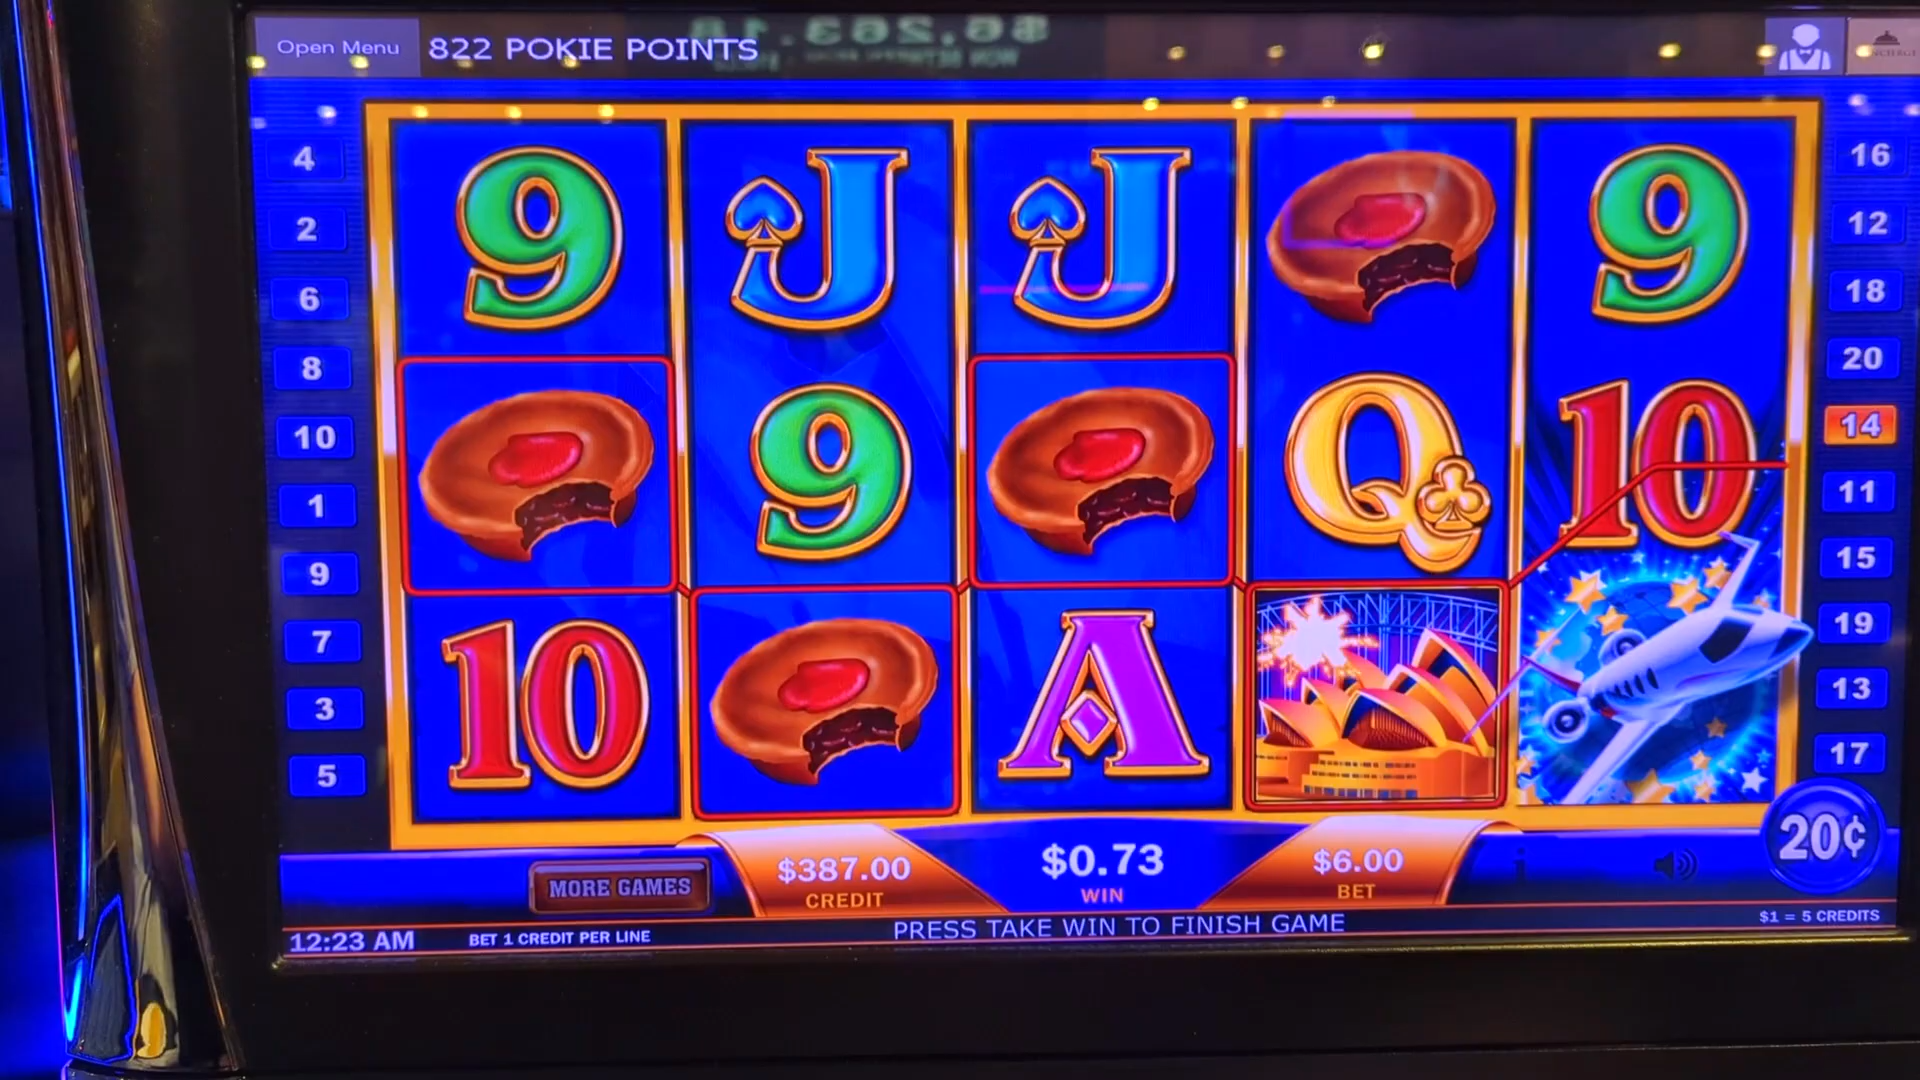 Open Menu
822 POKIE POINTS
4
2
6
8
10
1
9
7
3
5
9 J J 9
9 Q 10
10 A
16
12
18
20
14
11
15
19
13
17
20¢
MORE GAMES
$387.00
CREDIT
$0.73
WIN
$6.00
BET
$1 = 5 CREDITS
12:23 AM
BET 1 CREDIT PER LINE
PRESS TAKE WIN TO FINISH GAME